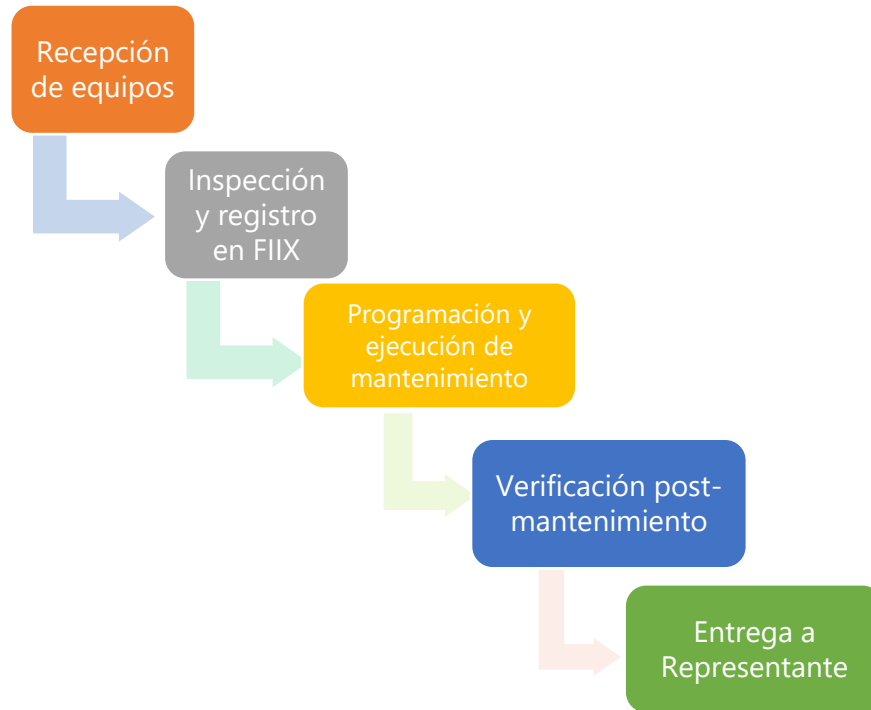 Recepción
de equipos
Inspección
y registro
en FIIX
Programación y
ejecución de
mantenimiento
Verificación post-
mantenimiento
Entrega a
Representante